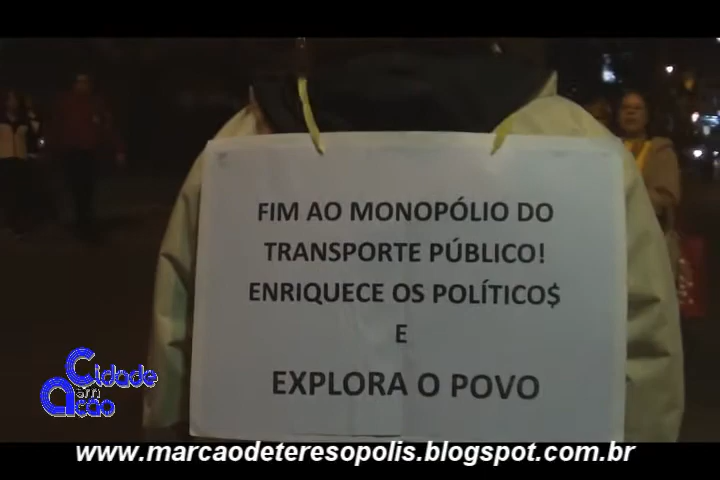 FIM AO MONOPÓLIO DO
TRANSPORTE PÚBLICO!
ENRIQUECE OS POLÍTICO$
E
EXPLORA O POVO
Cidade
em
ação
www.marcaodeteresopolis.blogspot.com.br